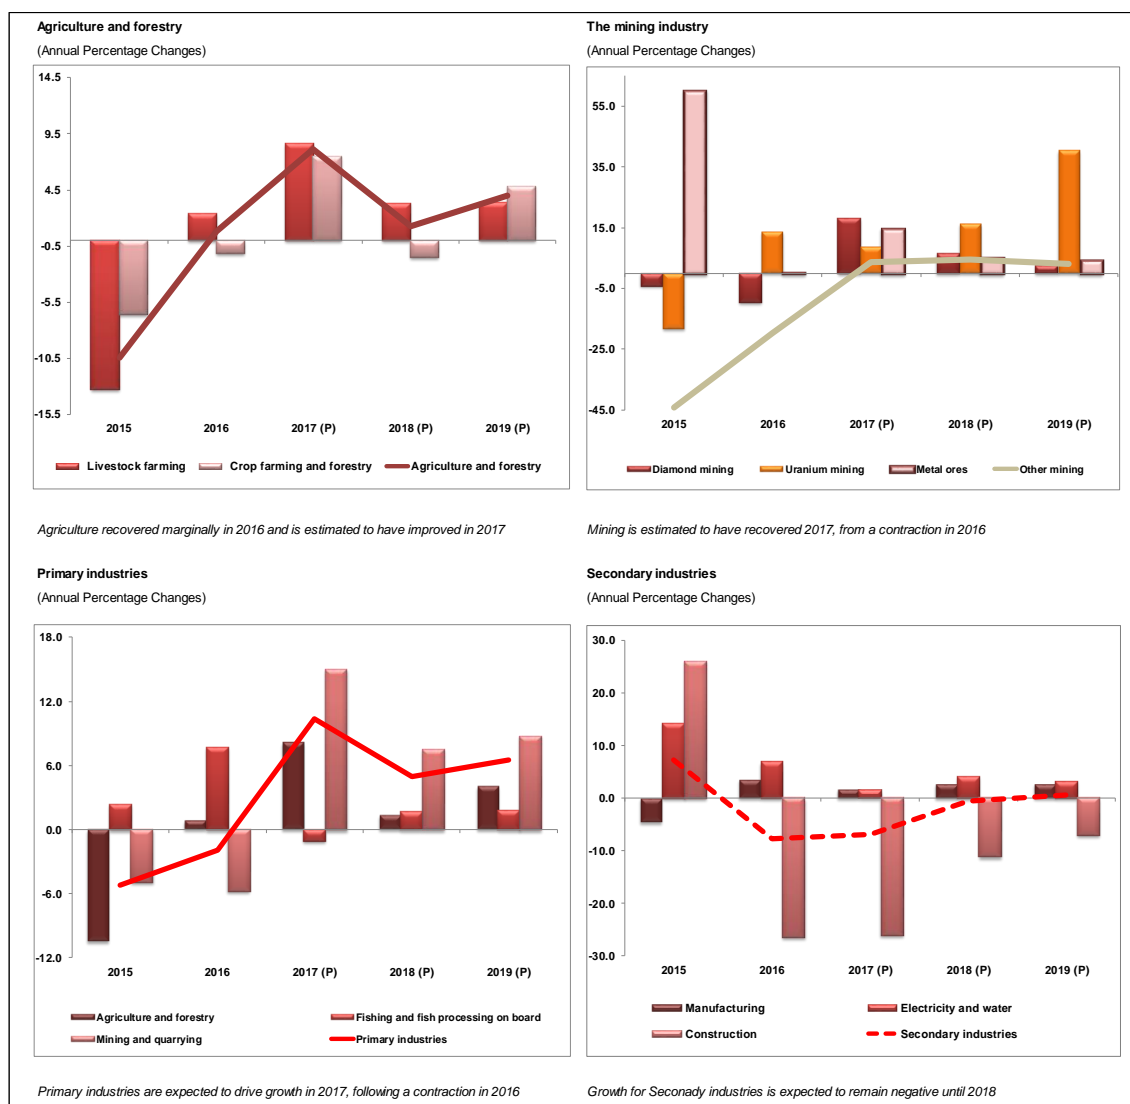 Agriculture and forestry
(Annual Percentage Changes)
14.5
9.5
4.5
-0.5
-5.5
-10.5
-15.5
2015 2016 2017 (P) 2018 (P) 2019 (P)
Livestock farming Crop farming and forestry Agriculture and forestry
Agriculture recovered marginally in 2016 and is estimated to have improved in 2017
The mining industry
(Annual Percentage Changes)
55.0
35.0
15.0
-5.0
-25.0
-45.0
2015 2016 2017 (P) 2018 (P) 2019 (P)
Diamond mining Uranium mining Metal ores Other mining
Mining is estimated to have recovered 2017, from a contraction in 2016
Primary industries
(Annual Percentage Changes)
18.0
12.0
6.0
0.0
-6.0
-12.0
2015 2016 2017 (P) 2018 (P) 2019 (P)
Agriculture and forestry Fishing and fish processing on board
Mining and quarrying Primary industries
Primary industries are expected to drive growth in 2017, following a contraction in 2016
Secondary industries
(Annual Percentage Changes)
30.0
20.0
10.0
0.0
-10.0
-20.0
-30.0
2015 2016 2017 (P) 2018 (P) 2019 (P)
Manufacturing Electricity and water
Construction Secondary industries
Growth for Seconady industries is expected to remain negative until 2018